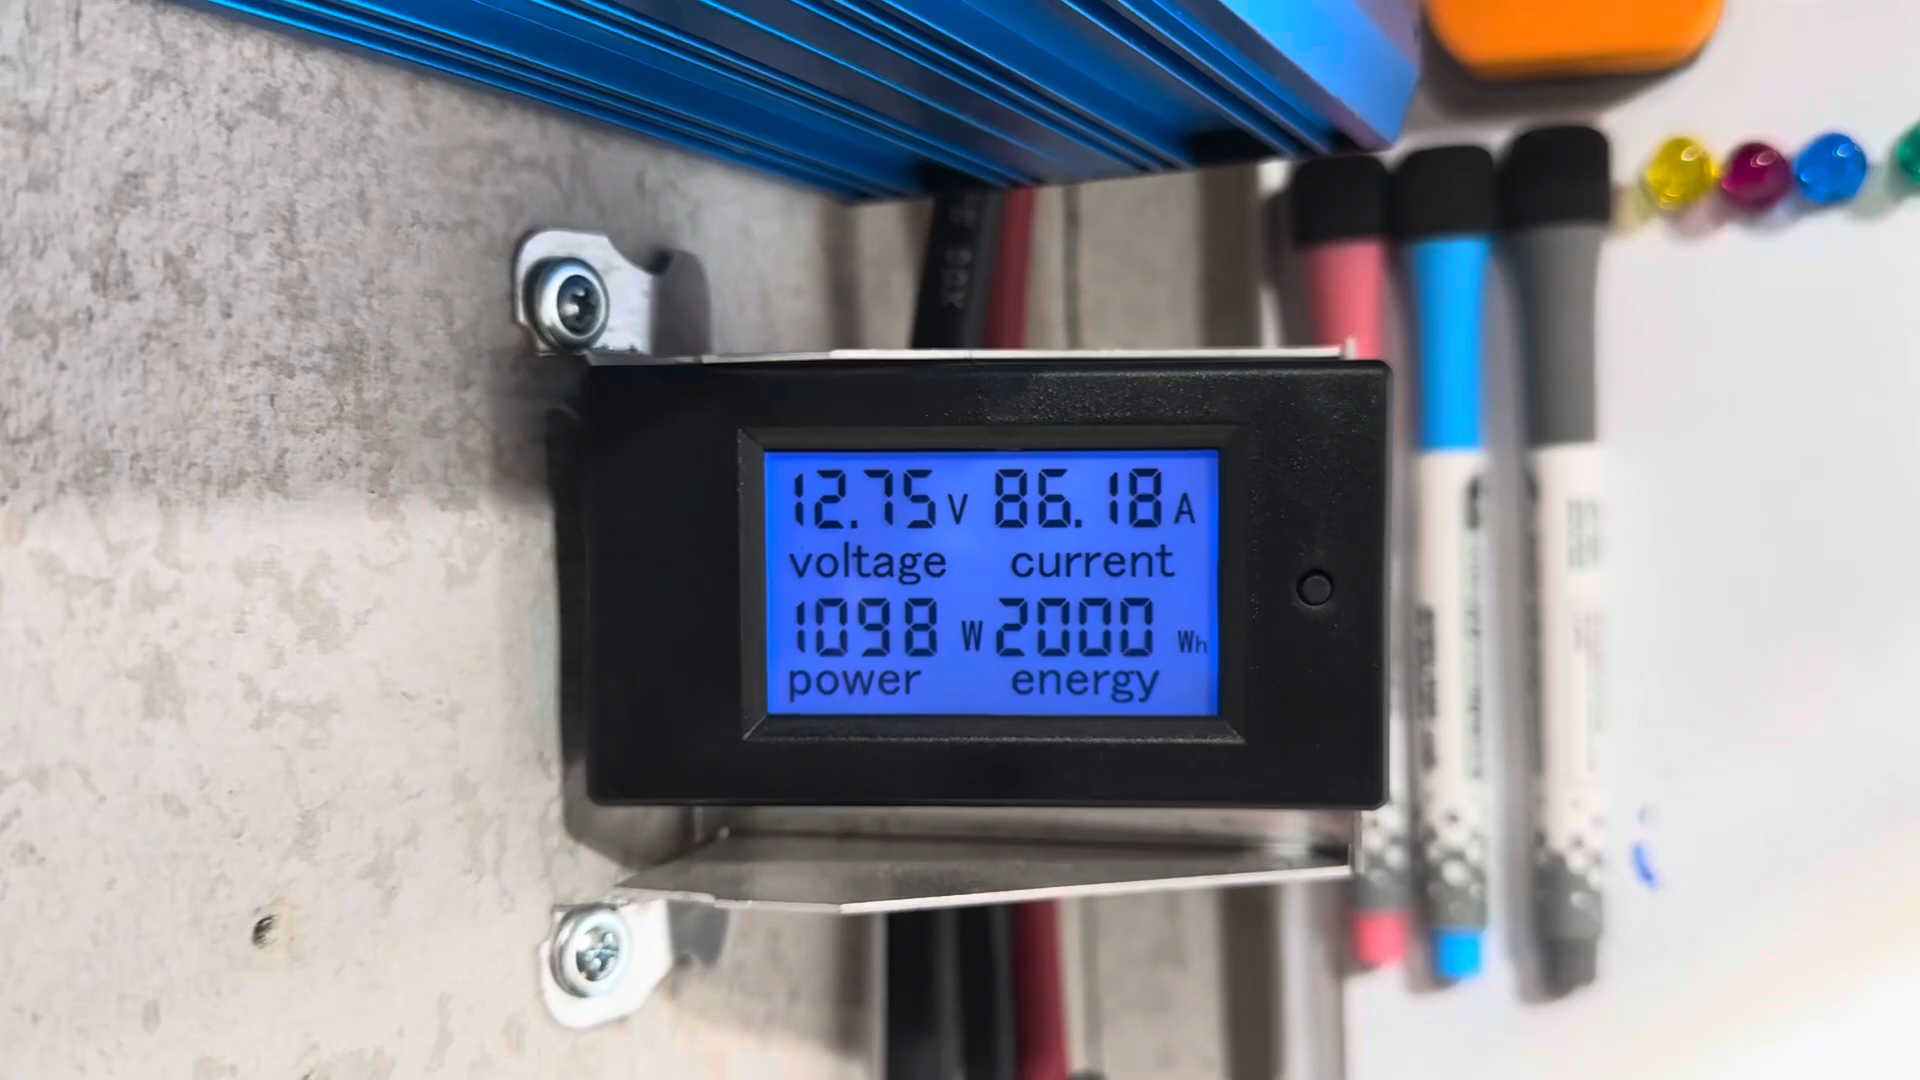 12.75 V 86.18 A
voltage current
1098 W 2000 Wh
power energy